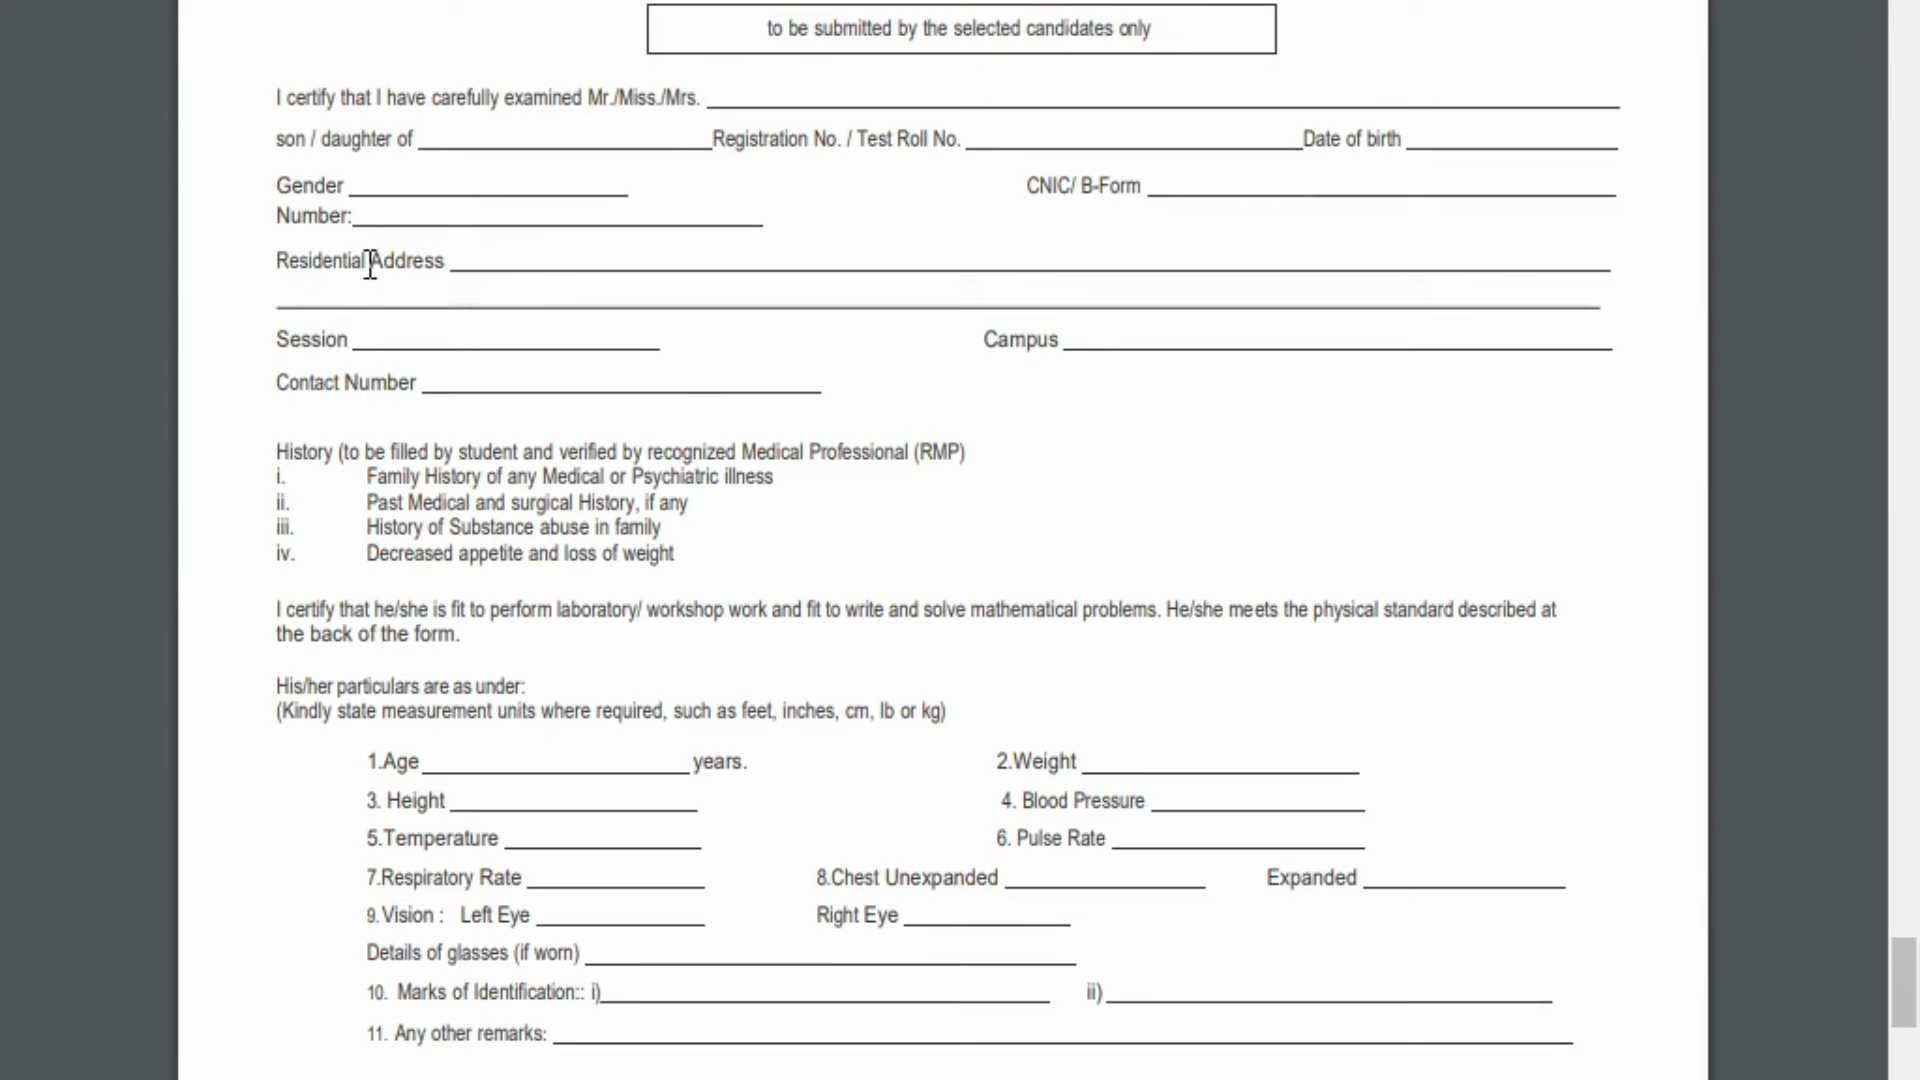 to be submitted by the selected candidates only
I certify that I have carefully examined Mr./Miss./Mrs.
son / daughter of Registration No. / Test Roll No. Date of birth
Gender CNIC/ B-Form
Number:
Residential Address
Session Campus
Contact Number
History (to be filled by student and verified by recognized Medical Professional (RMP)
i. Family History of any Medical or Psychiatric illness
ii. Past Medical and surgical History, if any
iii. History of Substance abuse in family
iv. Decreased appetite and loss of weight
I certify that he/she is fit to perform laboratory/ workshop work and fit to write and solve mathematical problems. He/she meets the physical standard described at
the back of the form.
His/her particulars are as under:
(Kindly state measurement units where required, such as feet, inches, cm, lb or kg)
1.Age years. 2.Weight
3. Height 4. Blood Pressure
5.Temperature 6. Pulse Rate
7.Respiratory Rate 8.Chest Unexpanded Expanded
9.Vision : Left Eye Right Eye
Details of glasses (if worn)
10. Marks of Identification:: i) ii)
11. Any other remarks: